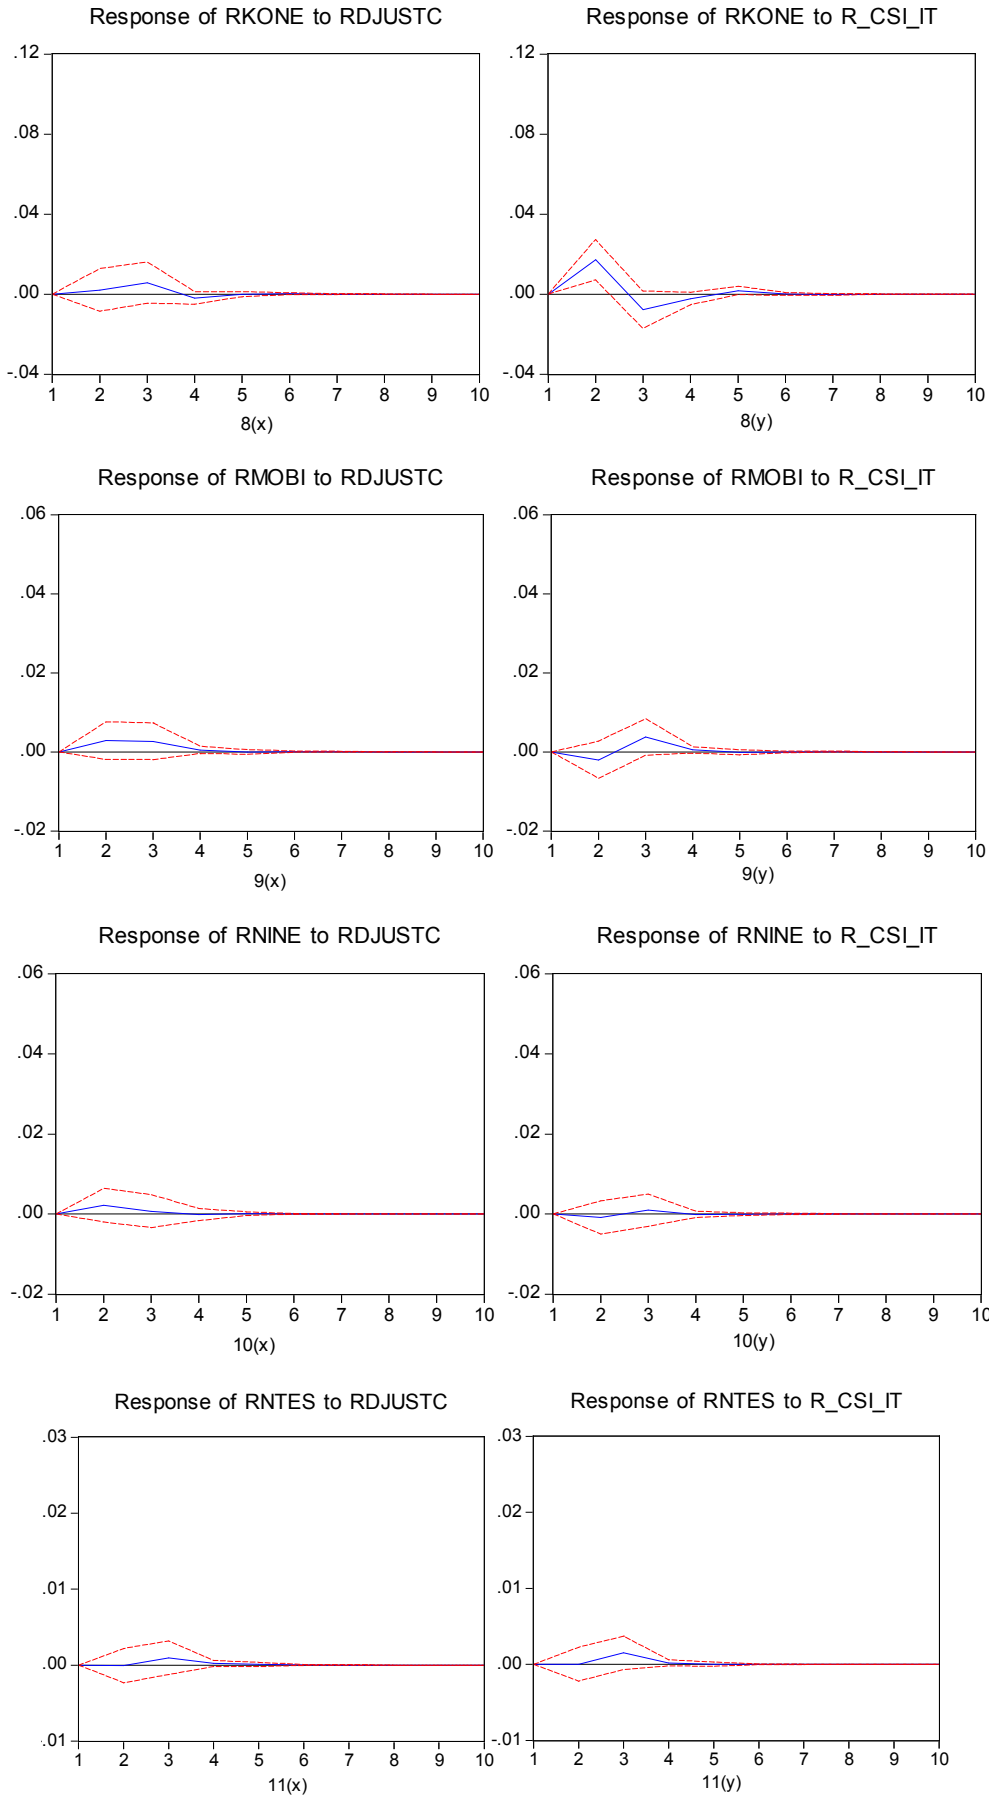 Response of RKONE to RDJUSTC
.12
.08
.04
.00
-.04
1 2 3 4 5 6 7 8 9 10
8(x)
Response of RKONE to R_CSI_IT
.12
.08
.04
.00
-.04
1 2 3 4 5 6 7 8 9 10
8(y)
Response of RMOBI to RDJUSTC
.06
.04
.02
.00
-.02
1 2 3 4 5 6 7 8 9 10
9(x)
Response of RMOBI to R_CSI_IT
.06
.04
.02
.00
-.02
1 2 3 4 5 6 7 8 9 10
9(y)
Response of RNINE to RDJUSTC
.06
.04
.02
.00
-.02
1 2 3 4 5 6 7 8 9 10
10(x)
Response of RNINE to R_CSI_IT
.06
.04
.02
.00
-.02
1 2 3 4 5 6 7 8 9 10
10(y)
Response of RNTES to RDJUSTC
.03
.02
.01
.00
.01
1 2 3 4 5 6 7 8 9 10
11(x)
Response of RNTES to R_CSI_IT
.03
.02
.01
.00
-.01
1 2 3 4 5 6 7 8 9 10
11(y)